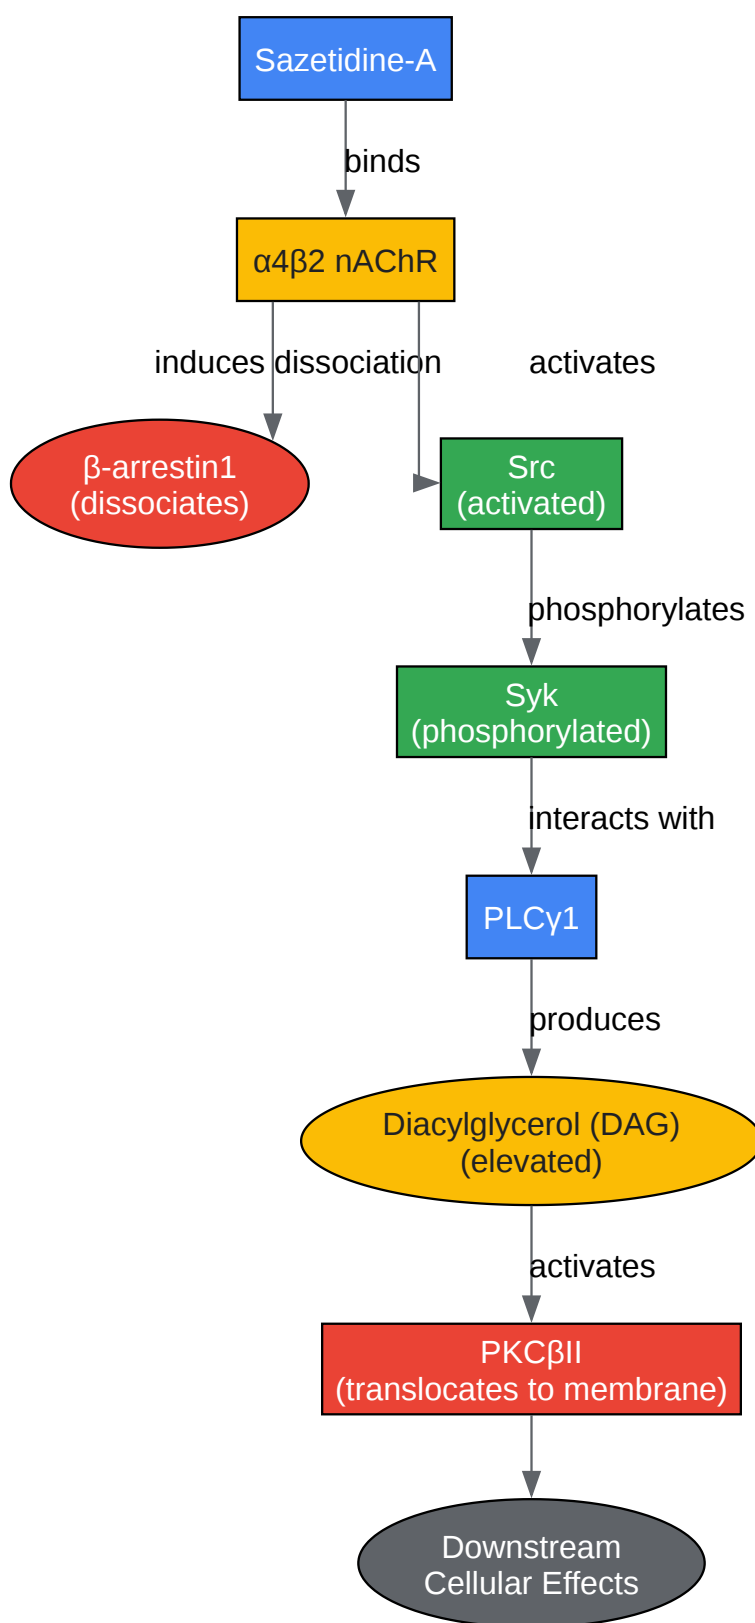 Sazetidine-A
binds
α4β2 nAChR
induces dissociation
activates
β-arrestin1
(dissociates)
Src
(activated)
phosphorylates
Syk
(phosphorylated)
interacts with
PLCγ1
produces
Diacylglycerol (DAG)
(elevated)
activates
PKCβII
(translocates to membrane)
Downstream
Cellular Effects